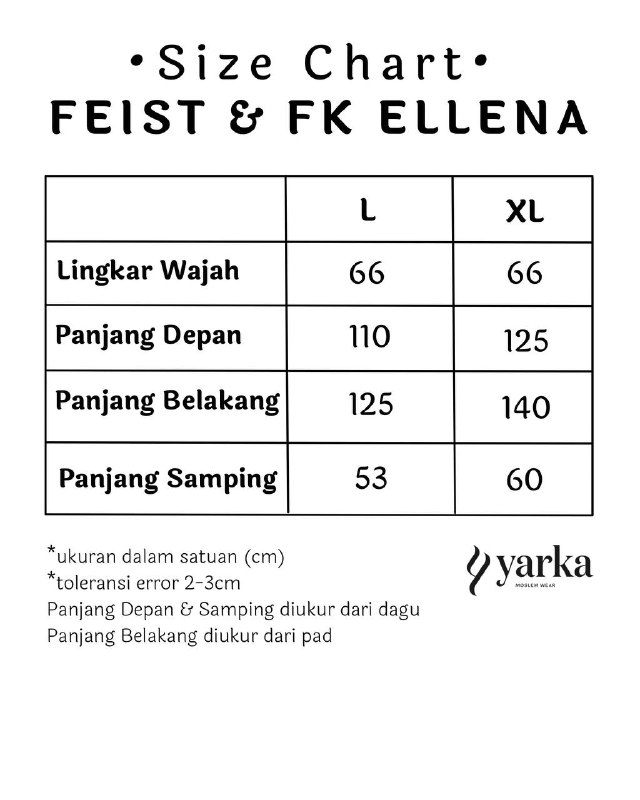 •Size Chart•
FEIST & FK ELLENA
L XL
Lingkar Wajah 66 66
Panjang Depan 110 125
Panjang Belakang 125 140
Panjang Samping 53 60
*ukuran dalam satuan (cm)
*toleransi error 2-3cm
Panjang Depan & Samping diukur dari dagu
Panjang Belakang diukur dari pad
yarka
MOSLEM WEAR